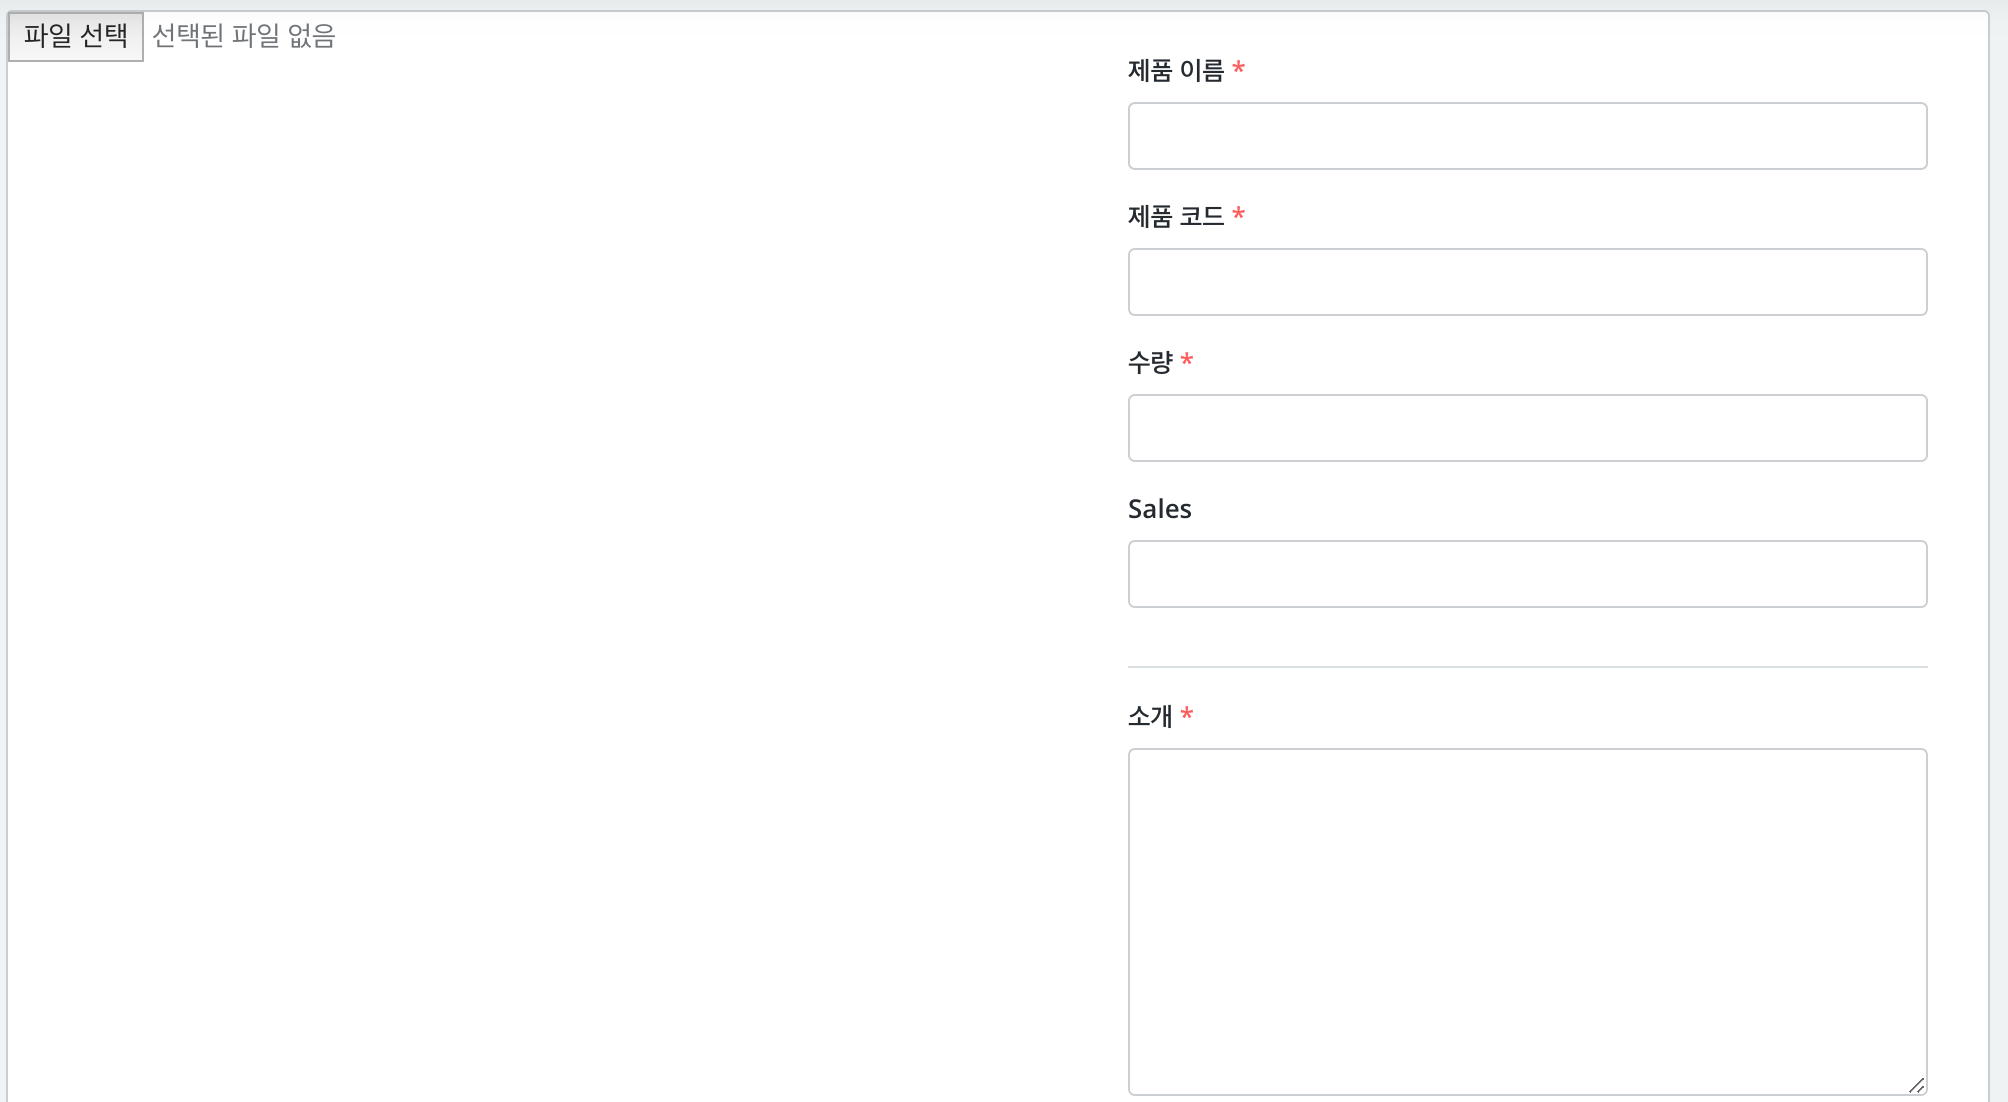 파일 선택 선택된 파일 없음
제품 이름 *
제품 코드 *
수량 *
Sales
소개 *